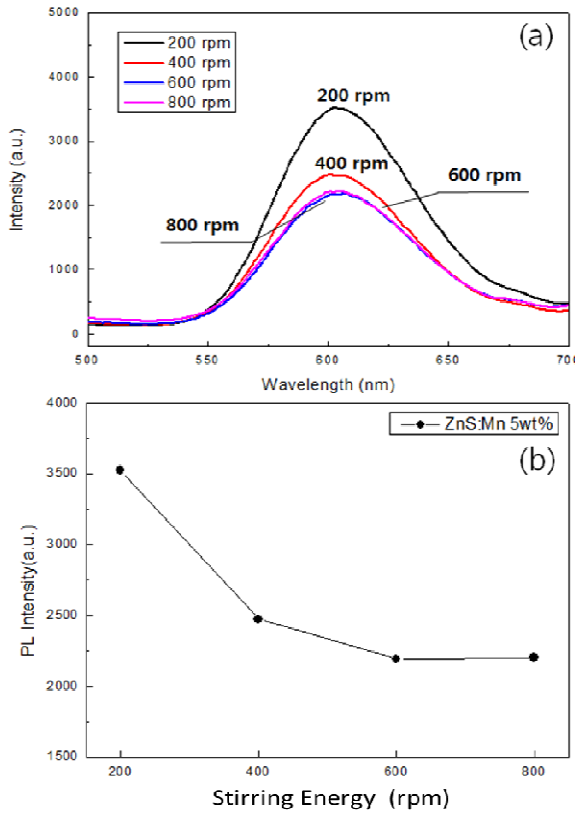 5000
(a)
200 rpm
400 rpm
600 rpm
800 rpm
4000
3000
2000
1000
0
Intensity (a.u.)
200 rpm
400 rpm
600 rpm
800 rpm
500
550
600
650
700
Wavelength (nm)
4000
ZnS:Mn 5wt%
(b)
3500
3000
2500
2000
1500
PL Intensity(a.u.)
200
400
600
800
Stirring Energy (rpm)